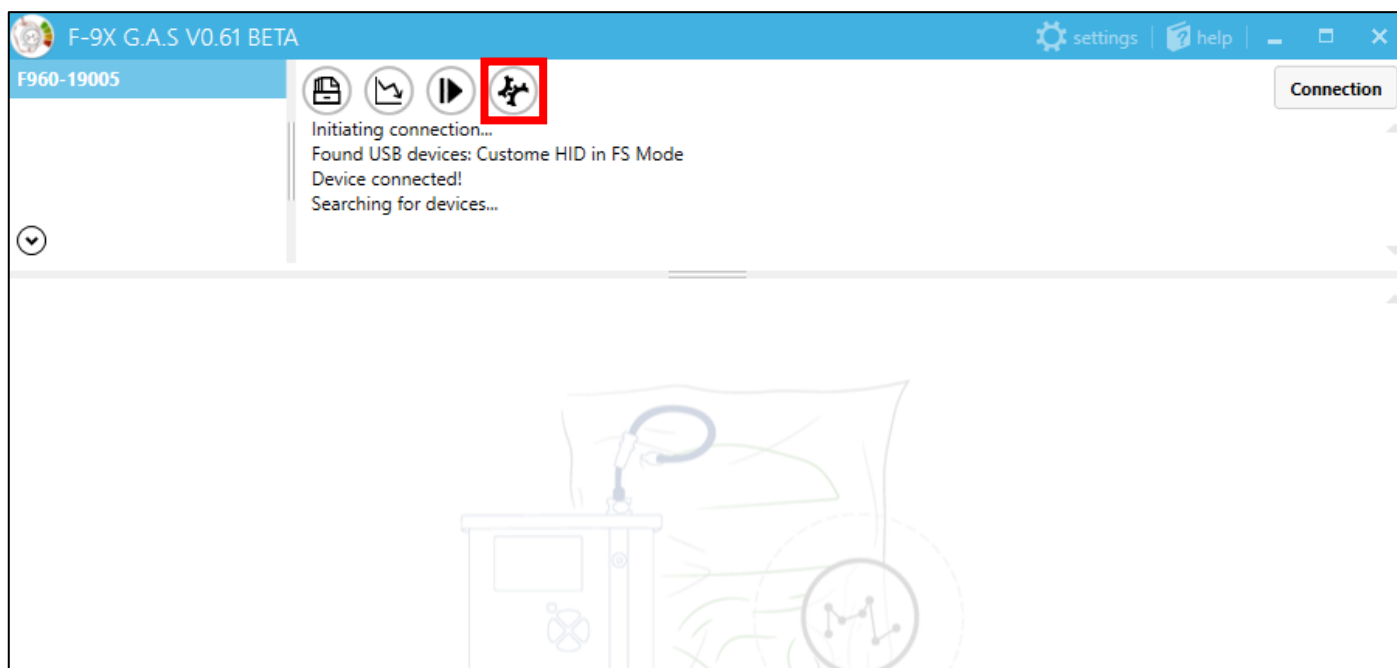 F-9X G.A.S V0.61 BETA
settings
help
F960-19005
Connection
Initiating connection...
Found USB devices: Custome HID in FS Mode
Device connected!
Searching for devices...